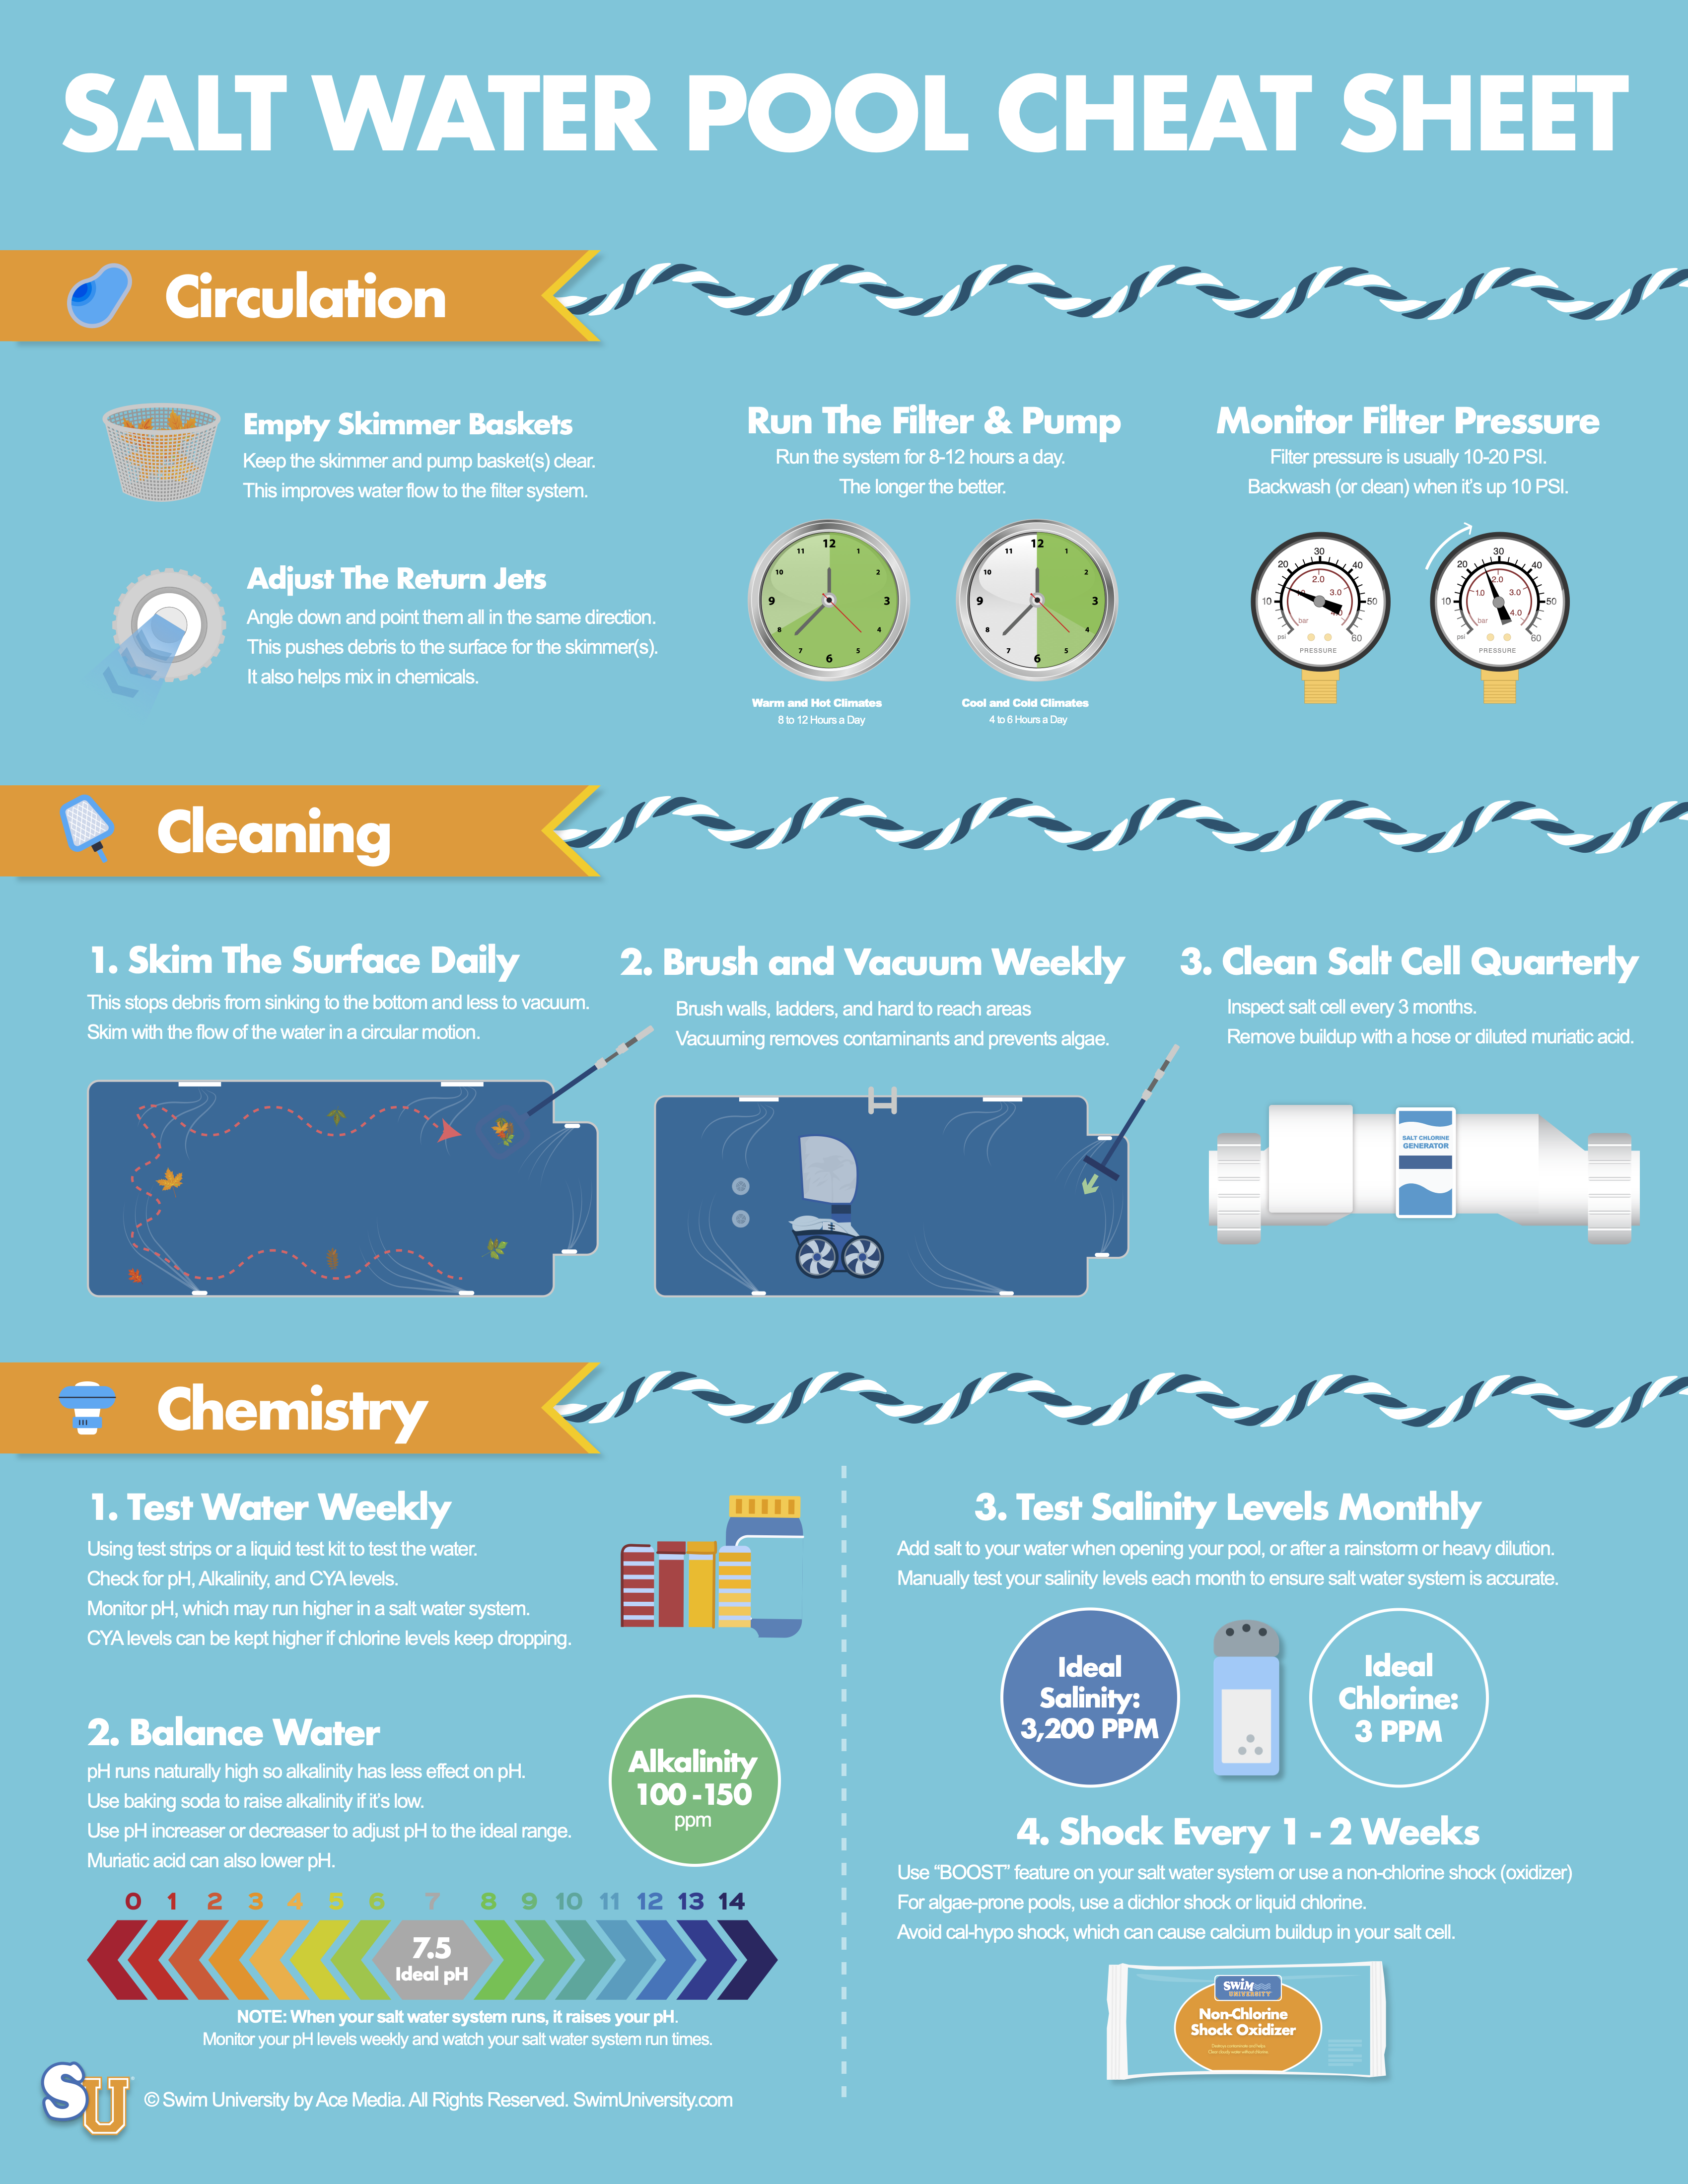 SALT WATER POOL CHEAT SHEET
Circulation
Empty Skimmer Baskets
Keep the skimmer and pump basket(s) clear.
This improves water flow to the filter system.
Adjust The Return Jets
Angle down and point them all in the same direction.
This pushes debris to the surface for the skimmer(s).
It also helps mix in chemicals.
Run The Filter & Pump
Run the system for 8-12 hours a day.
The longer the better.
12 1 2 3 4 5 6 7 8 9 10 11
Warm and Hot Climates
8 to 12 Hours a Day
12 1 2 3 4 5 6 7 8 9 10 11
Cool and Cold Climates
4 to 6 Hours a Day
Monitor Filter Pressure
Filter pressure is usually 10-20 PSI.
Backwash (or clean) when it's up 10 PSI.
10 20 30 40 50 60
2.0 3.0
bar
psi
PRESSURE
10 20 30 40 50 60
1.0 2.0 3.0 4.0
bar
psi
PRESSURE
Cleaning
1. Skim The Surface Daily
This stops debris from sinking to the bottom and less to vacuum.
Skim with the flow of the water in a circular motion.
2. Brush and Vacuum Weekly
Brush walls, ladders, and hard to reach areas
Vacuuming removes contaminants and prevents algae.
3. Clean Salt Cell Quarterly
Inspect salt cell every 3 months.
Remove buildup with a hose or diluted muriatic acid.
SALT CHLORINE
GENERATOR
Chemistry
1. Test Water Weekly
Using test strips or a liquid test kit to test the water.
Check for pH, Alkalinity, and CYA levels.
Monitor pH, which may run higher in a salt water system.
CYA levels can be kept higher if chlorine levels keep dropping.
2. Balance Water
pH runs naturally high so alkalinity has less effect on pH.
Use baking soda to raise alkalinity if it's low.
Use pH increaser or decreaser to adjust pH to the ideal range.
Muriatic acid can also lower pH.
Alkalinity
100 -150
ppm
0 1 2 3 4 5 6 7 8 9 10 11 12 13 14
7.5
Ideal pH
NOTE: When your salt water system runs, it raises your pH.
Monitor your pH levels weekly and watch your salt water system run times.
3. Test Salinity Levels Monthly
Add salt to your water when opening your pool, or after a rainstorm or heavy dilution.
Manually test your salinity levels each month to ensure salt water system is accurate.
Ideal
Salinity:
3,200 PPM
Ideal
Chlorine:
3 PPM
4. Shock Every 1 - 2 Weeks
Use “BOOST” feature on your salt water system or use a non-chlorine shock (oxidizer)
For algae-prone pools, use a dichlor shock or liquid chlorine.
Avoid cal-hypo shock, which can cause calcium buildup in your salt cell.
SWIM
UNIVERSITY
Non-Chlorine
Shock Oxidizer
SU
© Swim University by Ace Media. All Rights Reserved. SwimUniversity.com